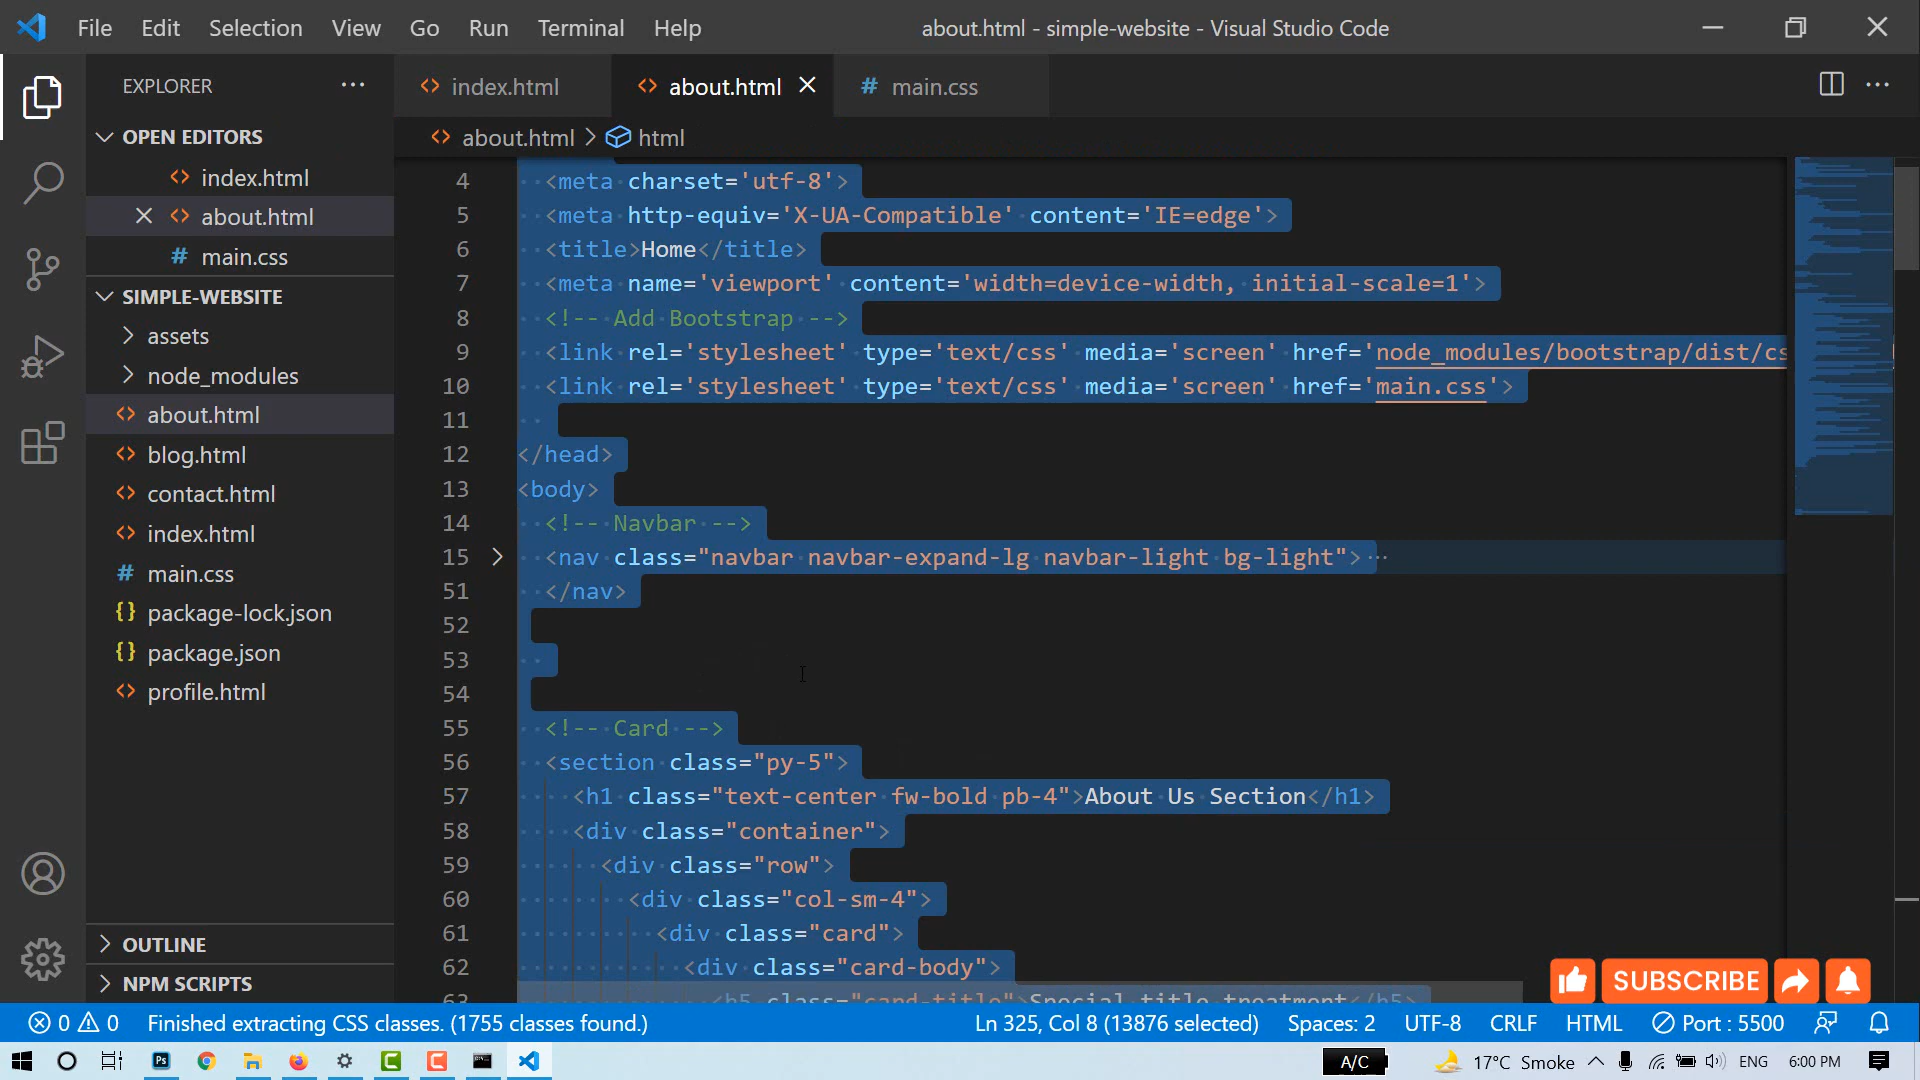 File Edit Selection View Go Run Terminal Help about.html - simple-website - Visual Studio Code
EXPLORER
index.html about.html # main.css
OPEN EDITORS
about.html > html
index.html
about.html
# main.css
SIMPLE-WEBSITE
assets
node_modules
about.html
blog.html
contact.html
index.html
# main.css
{} package-lock.json
{} package.json
profile.html
OUTLINE
NPM SCRIPTS
4 <meta charset='utf-8'>
5 <meta http-equiv='X-UA-Compatible' content='IE=edge'>
6 <title>Home</title>
7 <meta name='viewport' content='width=device-width, initial-scale=1'>
8 <!-- Add Bootstrap -->
9 <link rel='stylesheet' type='text/css' media='screen' href='node_modules/bootstrap/dist/cs
10 <link rel='stylesheet' type='text/css' media='screen' href='main.css'>
11
12 </head>
13 <body>
14 <!-- Navbar -->
15 <nav class="navbar navbar-expand-lg navbar-light bg-light">
51 </nav>
52
53
54
55 <!-- Card -->
56 <section class="py-5">
57 <h1 class="text-center fw-bold pb-4">About Us Section</h1>
58 <div class="container">
59 <div class="row">
60 <div class="col-sm-4">
61 <div class="card">
62 <div class="card-body">
63 <h5 class="card-title">Special title treatment</h5>
SUBSCRIBE
0 0 Finished extracting CSS classes. (1755 classes found.) Ln 325, Col 8 (13876 selected) Spaces: 2 UTF-8 CRLF HTML Port : 5500
Ps A/C 17°C Smoke ENG 6:00 PM